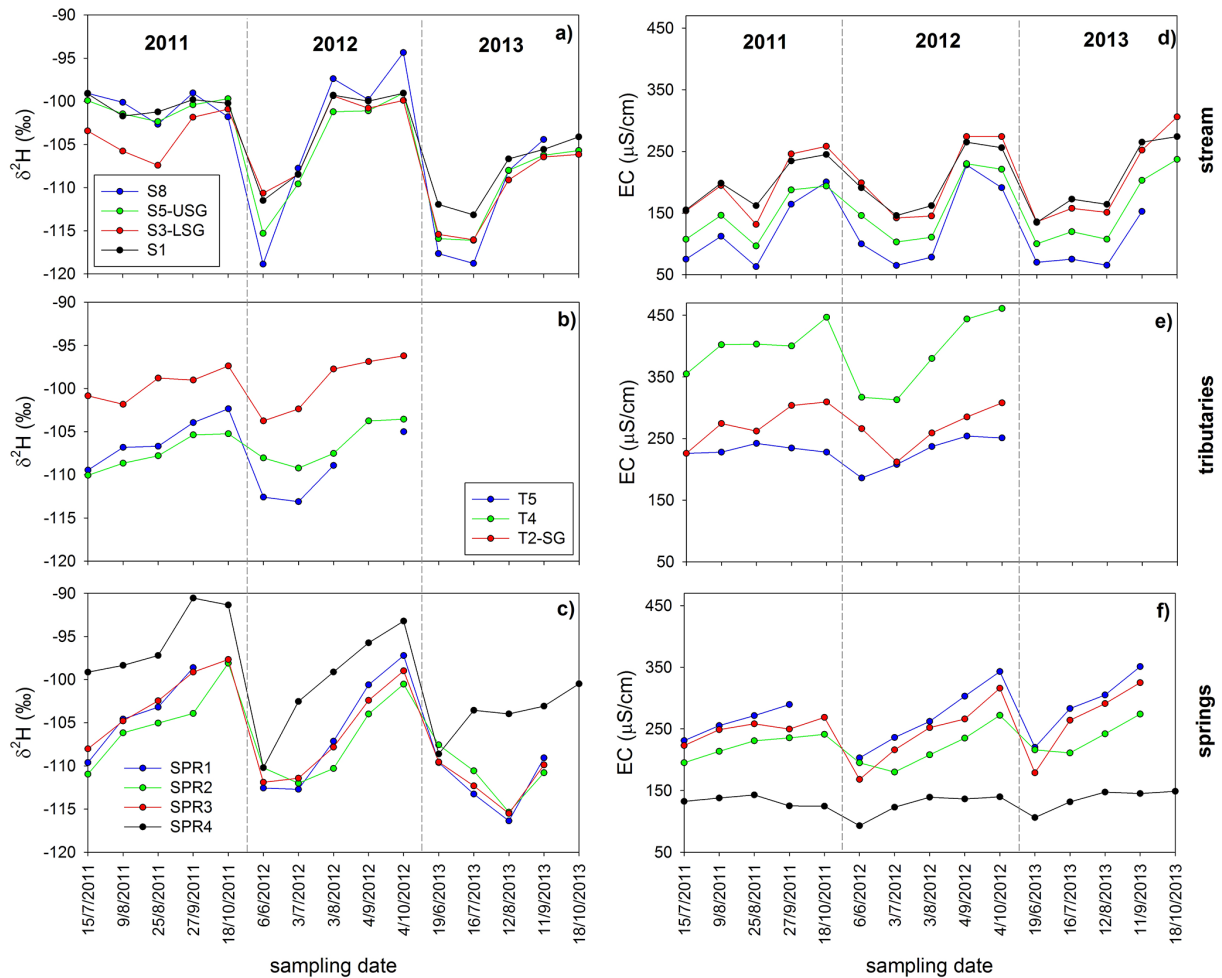 2011
2012
2013
a)
-90
-95
-100
-105
-110
-115
-120
δ²H (‰)
S8
S5-USG
S3-LSG
S1
2011
2012
2013
d)
450
350
250
150
50
EC (μS/cm)
stream
b)
-90
-95
-100
-105
-110
-115
-120
δ²H (‰)
T5
T4
T2-SG
e)
450
350
250
150
50
EC (μS/cm)
tributaries
c)
-90
-95
-100
-105
-110
-115
-120
δ²H (‰)
SPR1
SPR2
SPR3
SPR4
f)
450
350
250
150
50
EC (μS/cm)
springs
15/7/2011
9/8/2011
25/8/2011
27/9/2011
18/10/2011
6/6/2012
3/7/2012
3/8/2012
4/9/2012
4/10/2012
19/6/2013
16/7/2013
12/8/2013
11/9/2013
18/10/2013
sampling date
15/7/2011
9/8/2011
25/8/2011
27/9/2011
18/10/2011
6/6/2012
3/7/2012
3/8/2012
4/9/2012
4/10/2012
19/6/2013
16/7/2013
12/8/2013
11/9/2013
18/10/2013
sampling date